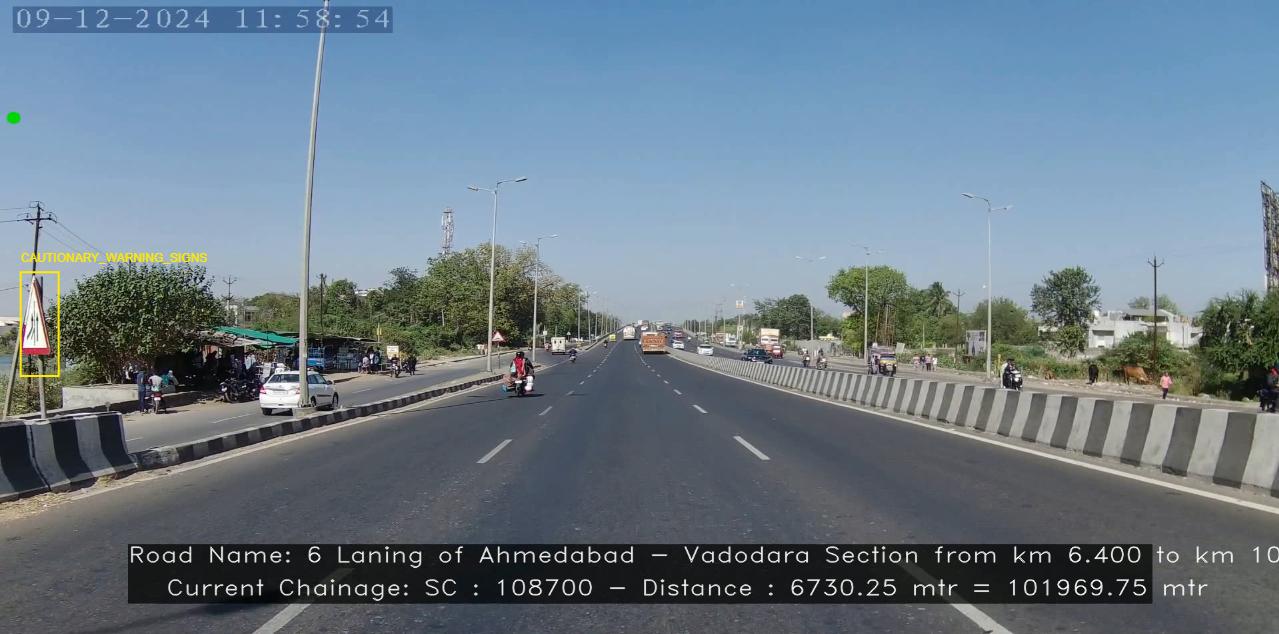 09-12-2024 11:58:54
CAUTIONARY_WARNING_SIGNS
Road Name: 6 Laning of Ahmedabad - Vadodara Section from km 6.400 to km 10
Current Chainage: SC : 108700 - Distance : 6730.25 mtr = 101969.75 mtr